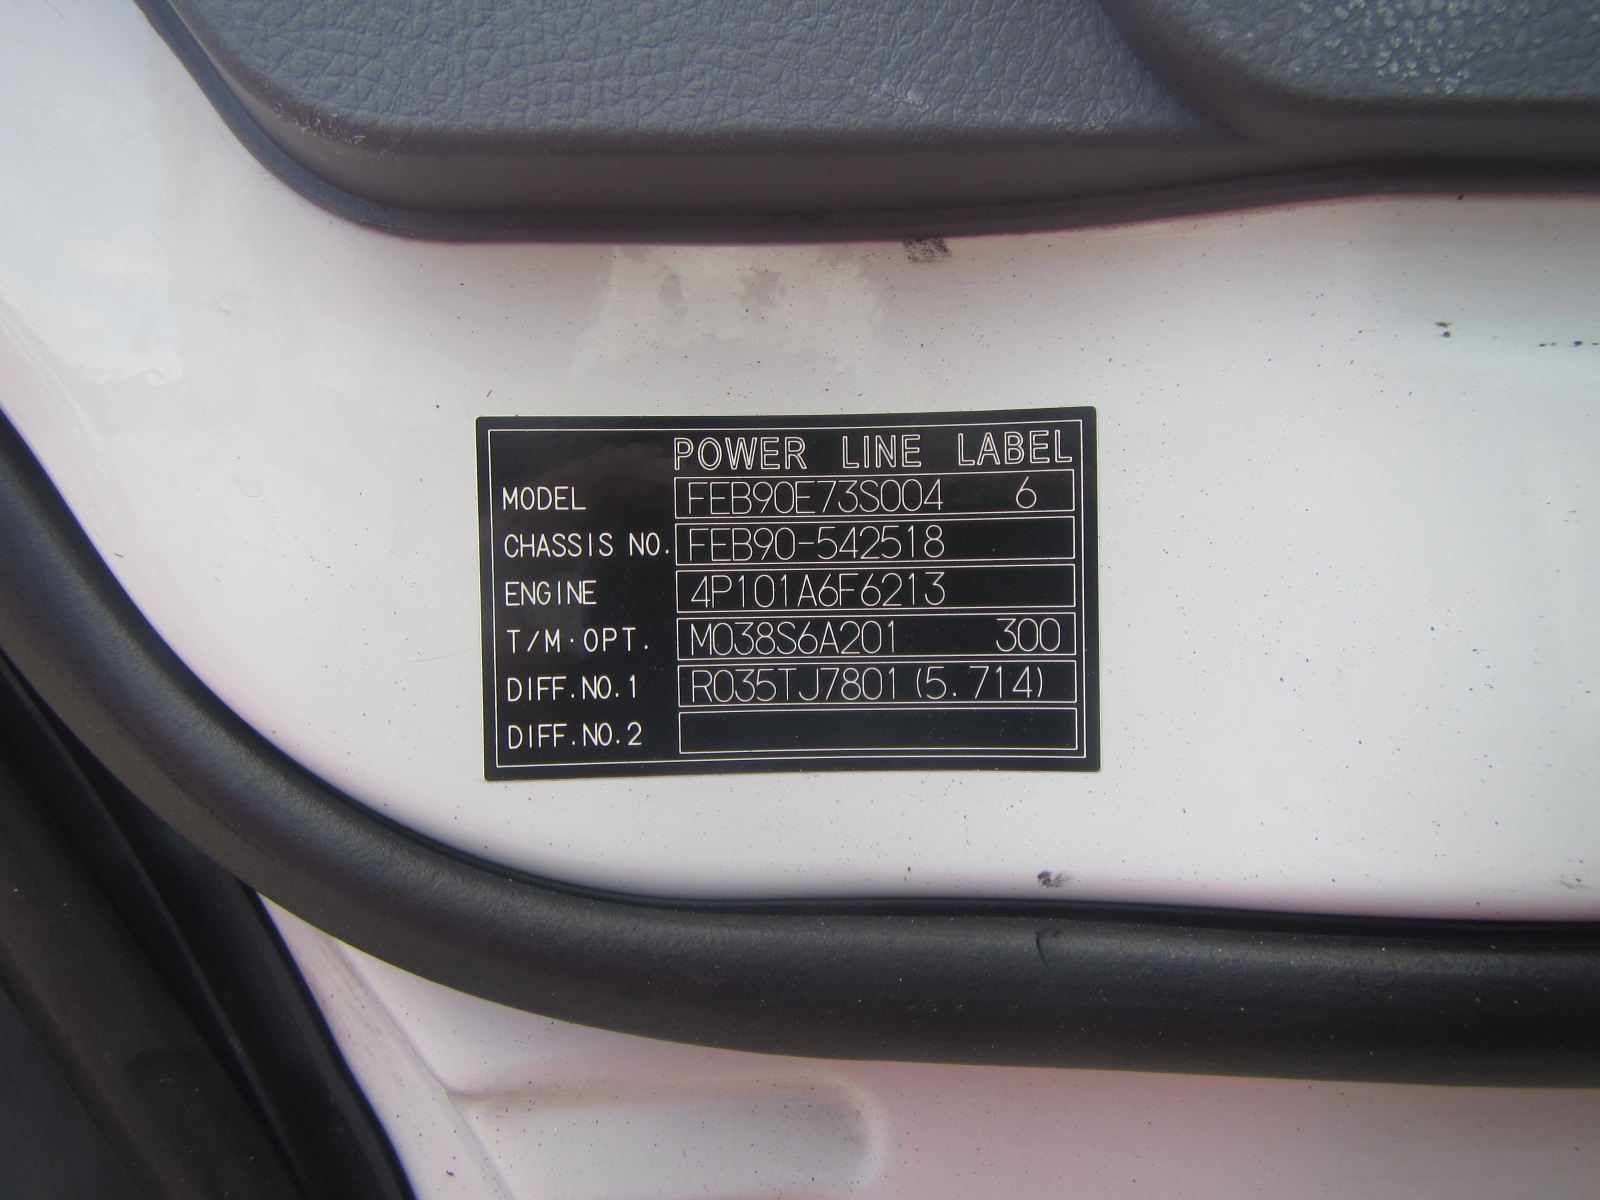 POWER LINE LABEL
MODEL FEB90E73S004 6
CHASSIS NO. FEB90-542518
ENGINE 4P101A6F6213
T/M·OPT. M038S6A201 300
DIFF.NO.1 R035TJ7801(5.714)
DIFF.NO.2